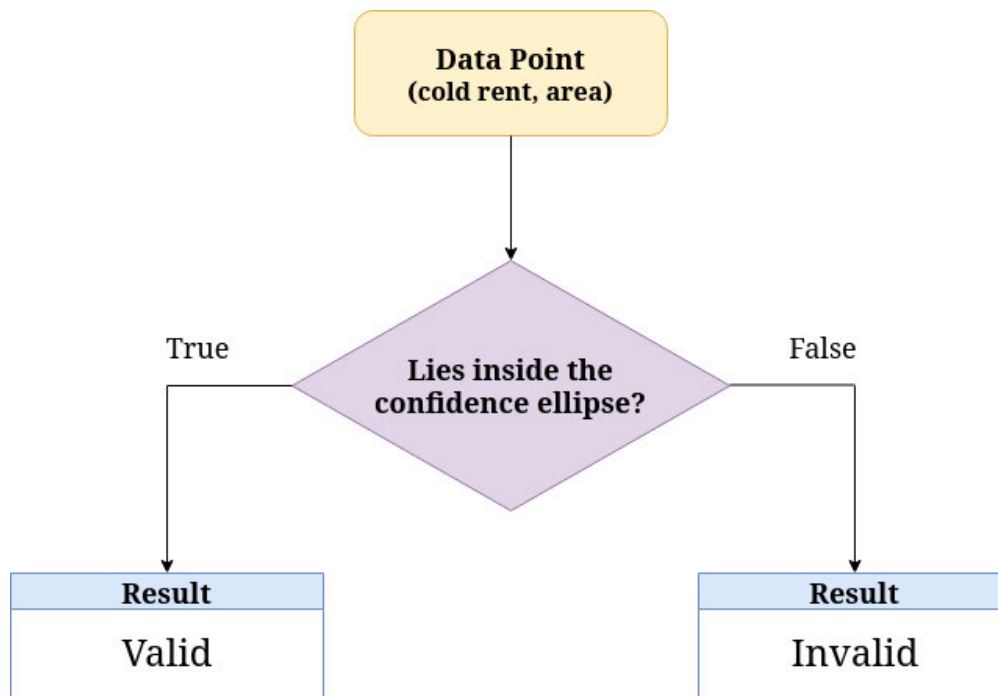 Data Point
(cold rent, area)
True
False
Lies inside the
confidence ellipse?
Result
Valid
Result
Invalid